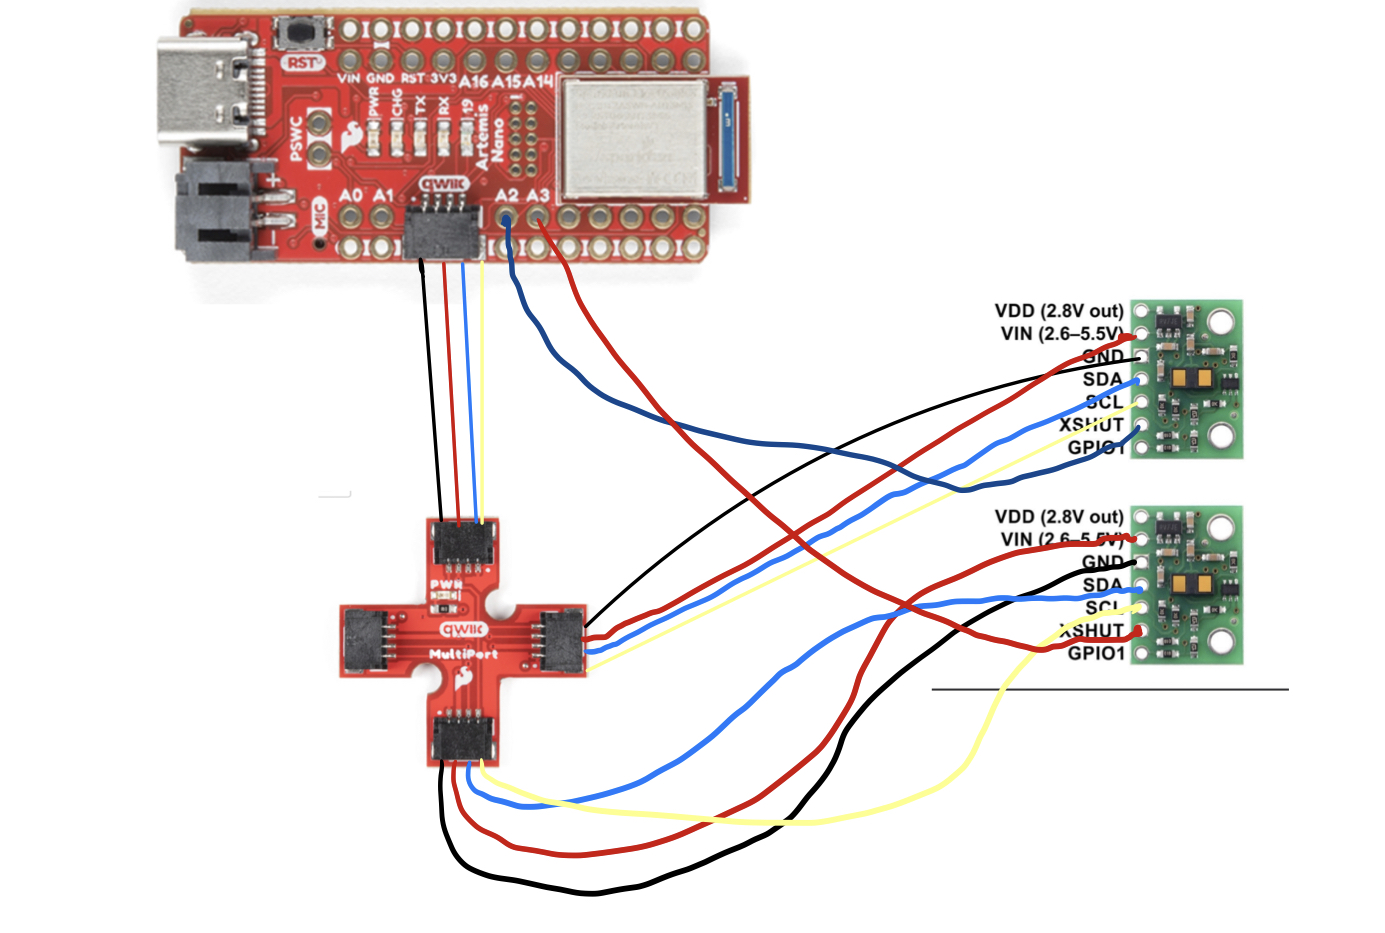 RST
VIN GND RST 3V3 A16 A15 A14
PWR
CHG
TX
RX
19
Artemis
Nano
PSWC
qwiic
MIC
A0 A1 A2 A3
+
-
PWR
qwiic
MultiPort
VDD (2.8V out)
VIN (2.6–5.5V)
GND
SDA
SCL
XSHUT
GPIO1
VDD (2.8V out)
VIN (2.6–5.5V)
GND
SDA
SCL
XSHUT
GPIO1